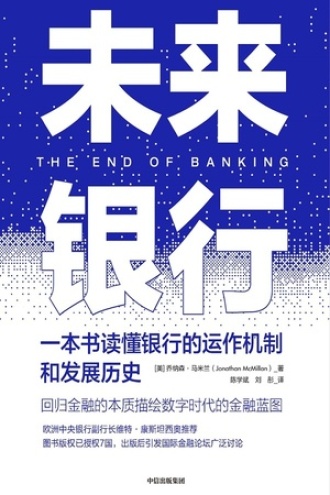 未来
THE END OF BANKING
银行
一本书读懂银行的运作机制
和发展历史
[美] 乔纳森·马米兰 (Jonathan McMillan) _著
陈学斌 刘彤_译
回归金融的本质描绘数字时代的金融蓝图
欧洲中央银行副行长维特·康斯坦西奥推荐
图书版权已授权7国，出版后引发国际金融论坛广泛讨论
中信出版集团